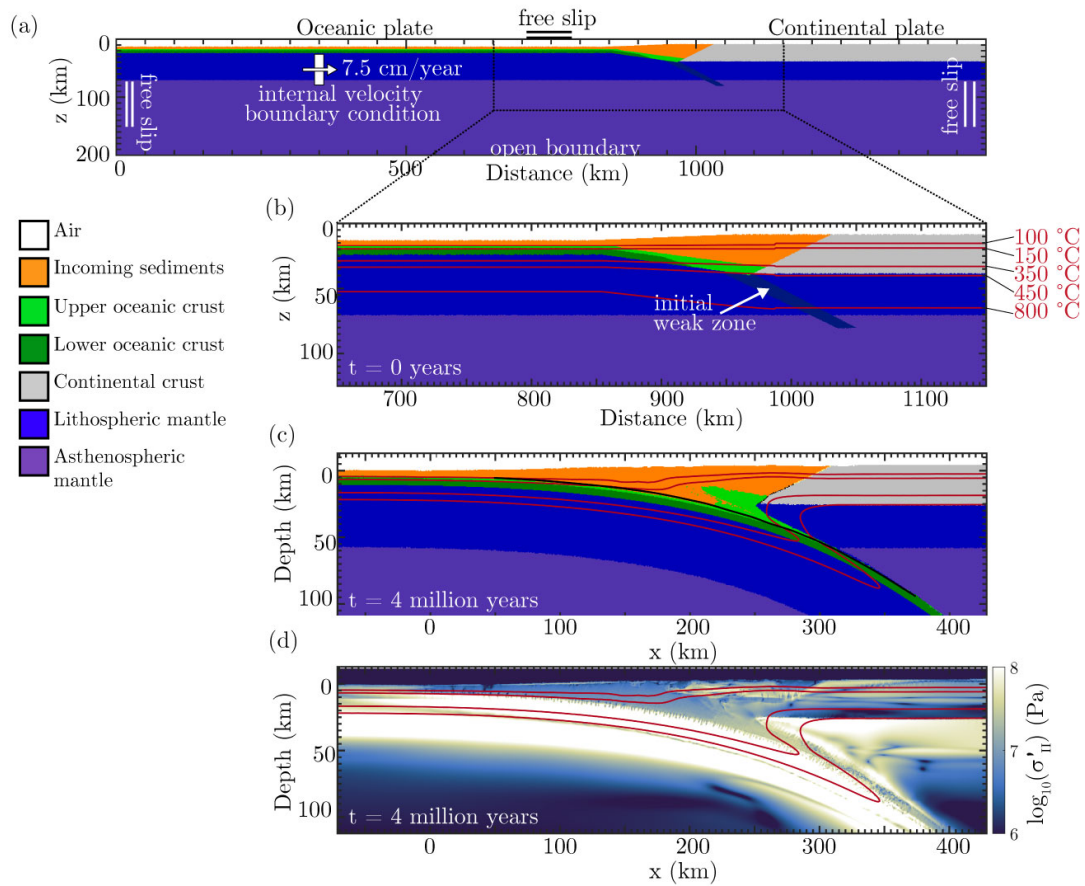 (a)
Oceanic plate
free slip
Continental plate
0
100
200
z (km)
free slip
7.5 cm/year
internal velocity
boundary condition
open boundary
free slip
0
500
1000
Distance (km)
(b)
Air
Incoming sediments
Upper oceanic crust
Lower oceanic crust
Continental crust
Lithospheric mantle
Asthenospheric
mantle
0
50
100
z (km)
100 °C
150 °C
350 °C
450 °C
800 °C
initial
weak zone
t = 0 years
700
800
900
1000
1100
Distance (km)
(c)
0
50
100
Depth (km)
t = 4 million years
0
100
200
300
400
x (km)
(d)
0
50
100
Depth (km)
t = 4 million years
0
100
200
300
400
x (km)
8
7
6
log₁₀(σ'_II) (Pa)